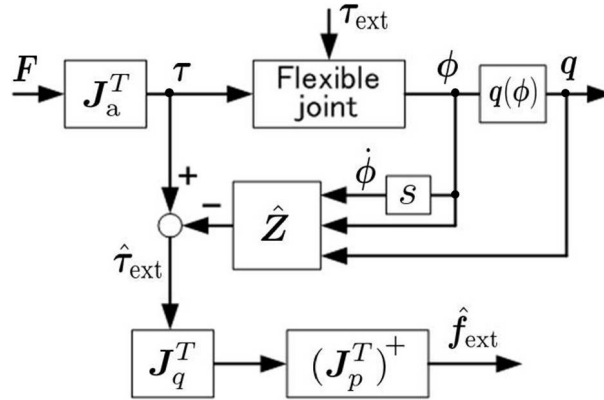 τ_ext
F
J_a^T
τ
Flexible
joint
ϕ
q(ϕ)
q
+
−
Ẑ
ϕ̇
s
τ̂_ext
J_q^T
(J_p^T)^+
f̂_ext